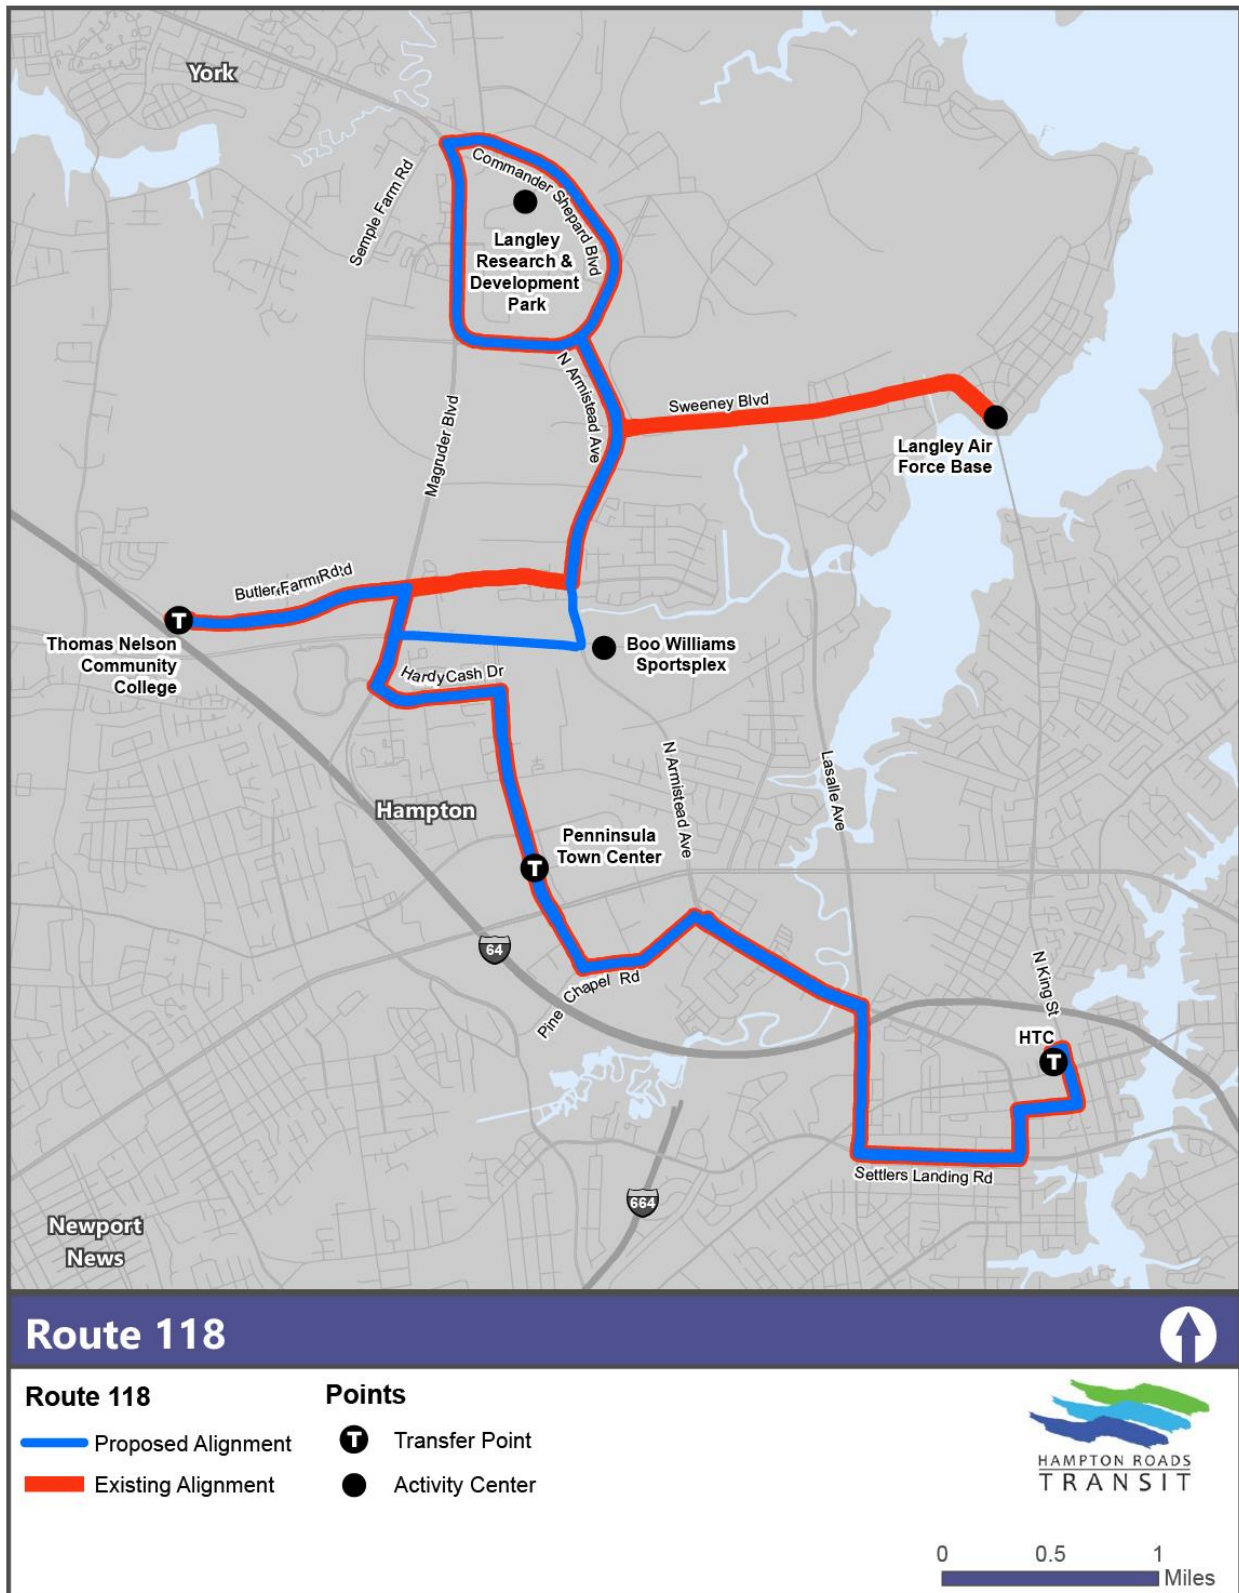 York
Semple Farm Rd
Commander Shepard Blvd
Langley
Research &
Development
Park
N Armistead Ave
Sweeney Blvd
Langley Air
Force Base
Magruder Blvd
Butler Farm Rd
T
Thomas Nelson
Community
College
Boo Williams
Sportsplex
Hardy Cash Dr
N Armistead Ave
Lasalle Ave
Hampton
Penninsula
Town Center
T
64
Pine Chapel Rd
N King St
HTC
T
Settlers Landing Rd
664
Newport
News
Route 118
Route 118
Proposed Alignment
Existing Alignment
Points
T Transfer Point
Activity Center
HAMPTON ROADS
TRANSIT
0 0.5 1
Miles